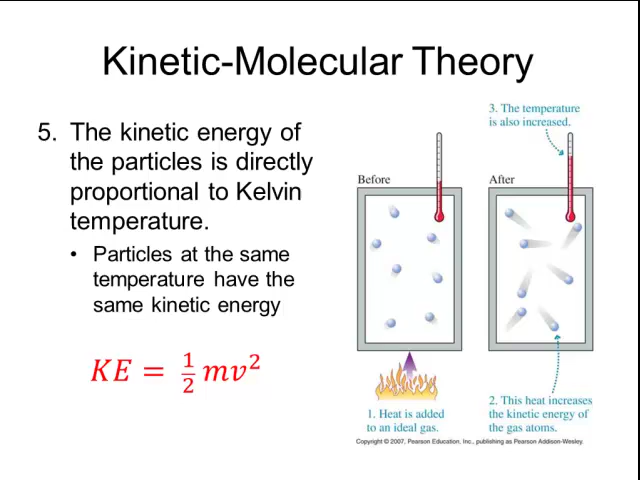 Kinetic-Molecular Theory
5. The kinetic energy of
the particles is directly
proportional to Kelvin
temperature.
• Particles at the same
temperature have the
same kinetic energy
KE = 1/2 mv²
3. The temperature
is also increased.
Before
After
1. Heat is added
to an ideal gas.
2. This heat increases
the kinetic energy of
the gas atoms.
Copyright © 2007, Pearson Education, Inc., publishing as Pearson Addison-Wesley.